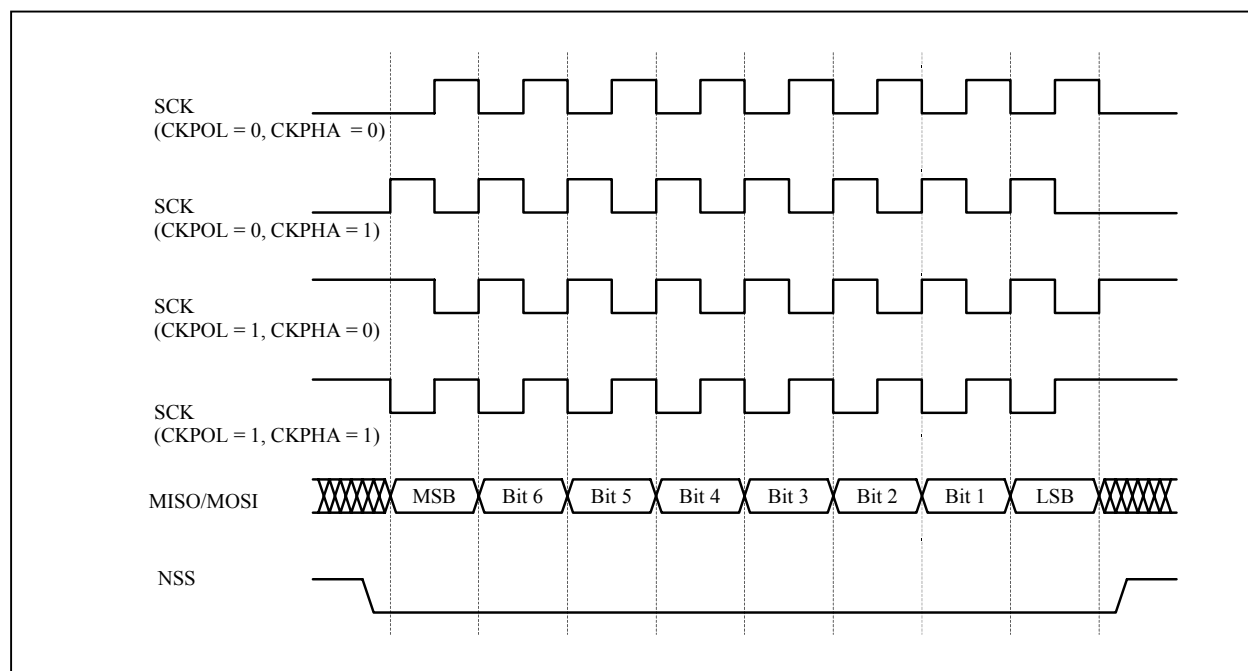 SCK
(CKPOL = 0, CKPHA  = 0)
SCK
(CKPOL = 0, CKPHA = 1)
SCK
(CKPOL = 1, CKPHA = 0)
SCK
(CKPOL = 1, CKPHA = 1)
MISO/MOSI MSB Bit 6 Bit 5 Bit 4 Bit 3 Bit 2 Bit 1 LSB
NSS